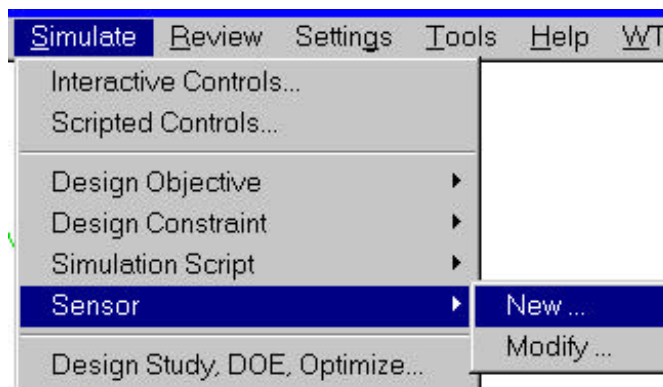 Simulate Review Settings Tools Help WT
Interactive Controls...
Scripted Controls...
Design Objective
Design Constraint
Simulation Script
Sensor
New ...
Modify ...
Design Study, DOE, Optimize...